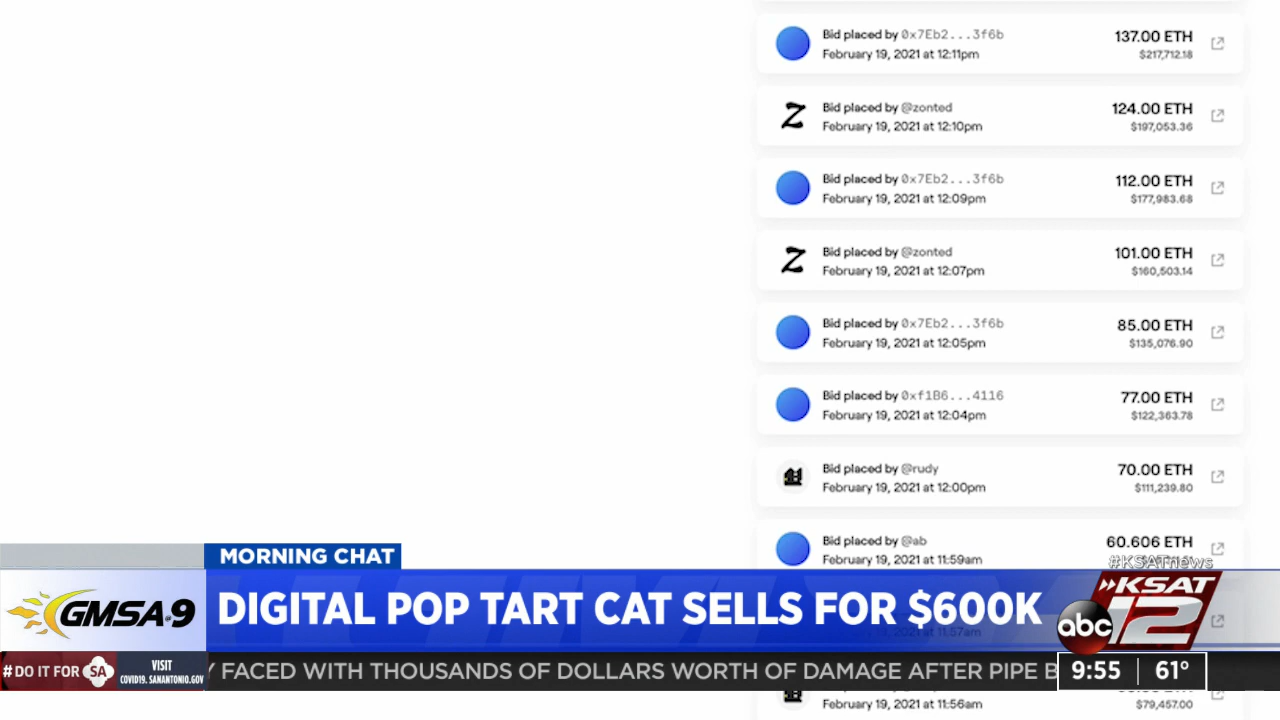 Bid placed by 0x7Eb2...3f6b
137.00 ETH
February 19, 2021 at 12:11pm
$217,712.18
Bid placed by @zonted
124.00 ETH
February 19, 2021 at 12:10pm
$197,053.36
Bid placed by 0x7Eb2...3f6b
112.00 ETH
February 19, 2021 at 12:09pm
$177,983.68
Bid placed by @zonted
101.00 ETH
February 19, 2021 at 12:07pm
$160,503.14
Bid placed by 0x7Eb2...3f6b
85.00 ETH
February 19, 2021 at 12:05pm
$135,076.90
Bid placed by 0xf1B6...4116
77.00 ETH
February 19, 2021 at 12:04pm
$122,363.78
Bid placed by @rudy
70.00 ETH
February 19, 2021 at 12:00pm
$111,239.80
Bid placed by @ab
60.606 ETH
February 19, 2021 at 11:59am
#KSATnews
MORNING CHAT
GMSA@9
DIGITAL POP TART CAT SELLS FOR $600K
at 11:57am
abc
KSAT
12
#DO IT FOR SA
VISIT
COVID19.SANANTONIO.GOV
Y FACED WITH THOUSANDS OF DOLLARS WORTH OF DAMAGE AFTER PIPE B
9:55
61°
February 19, 2021 at 11:56am
$79,457.00